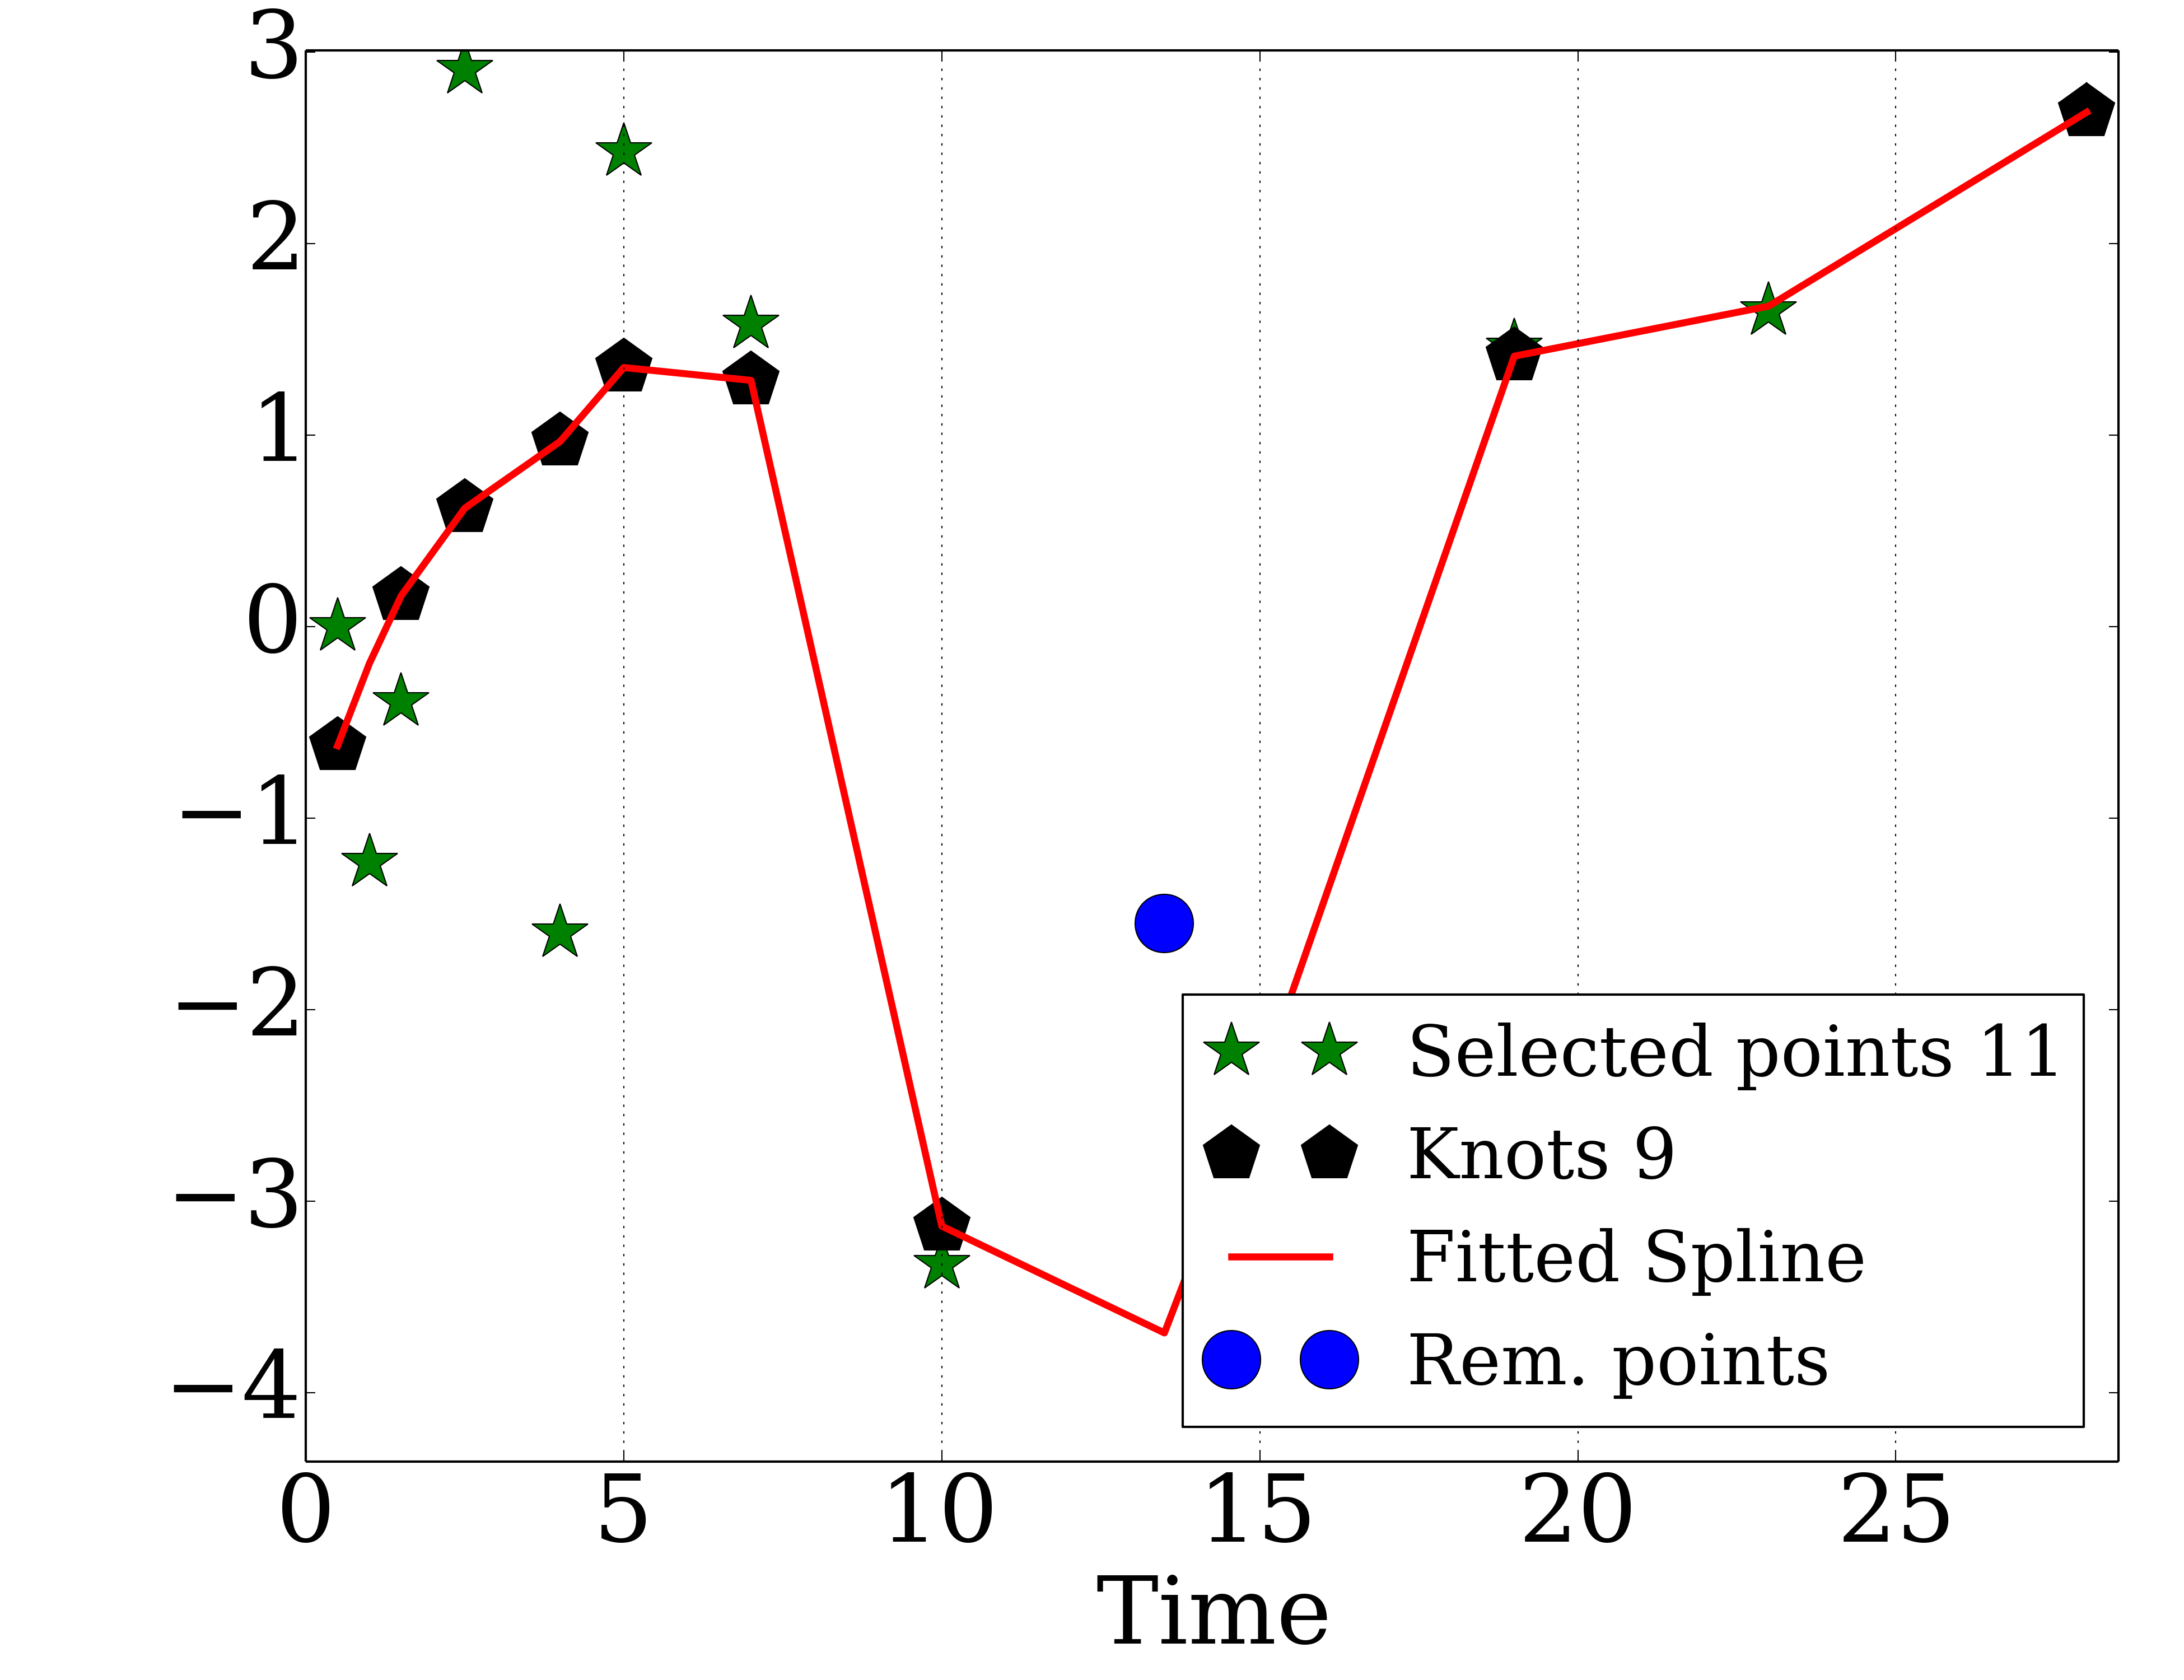 3
2
1
0
−1
−2
−3
−4
Selected points 11
Knots 9
Fitted Spline
Rem. points
0 5 10 15 20 25
Time